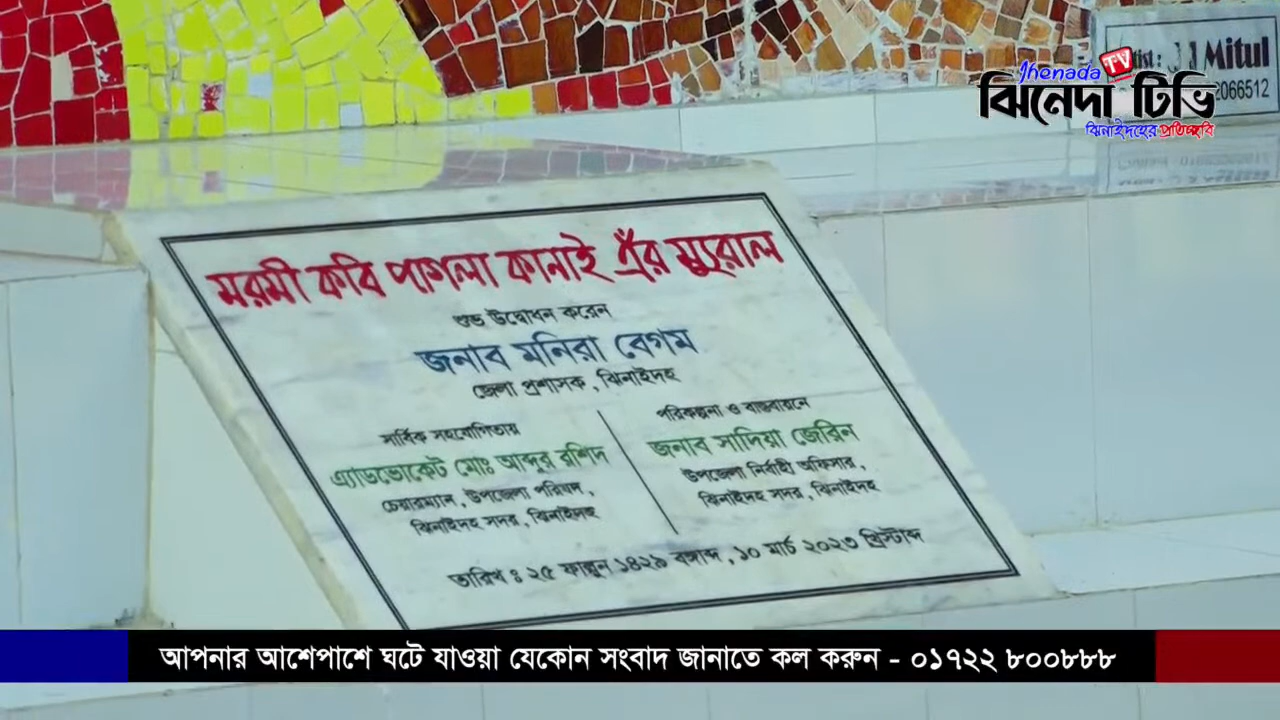 মরমী কবি পাগলা কানাই এঁর ম্যুরাল
শুভ উদ্বোধন করেন
জনাব মনিরা বেগম
জেলা প্রশাসক, ঝিনাইদহ
সার্বিক সহযোগিতায়
এ্যাডভোকেট মোঃ আব্দুর রশিদ
চেয়ারম্যান, উপজেলা পরিষদ,
ঝিনাইদহ সদর, ঝিনাইদহ
পরিকল্পনা ও বাস্তবায়নে
জনাব সাদিয়া জেরিন
উপজেলা নির্বাহী অফিসার,
ঝিনাইদহ সদর, ঝিনাইদহ
তারিখ : ২৫ ফাল্গুন ১৪২৯ বঙ্গাব্দ, ১০ মার্চ ২০২৩ খ্রিস্টাব্দ
J J Mitul
2066512
Jhenada TV
ঝিনেদা টিভি
ঝিনাইদহের প্রতিচ্ছবি
আপনার আশেপাশে ঘটে যাওয়া যেকোন সংবাদ জানাতে কল করুন - ০১৭২২ ৮০০৮৮৮